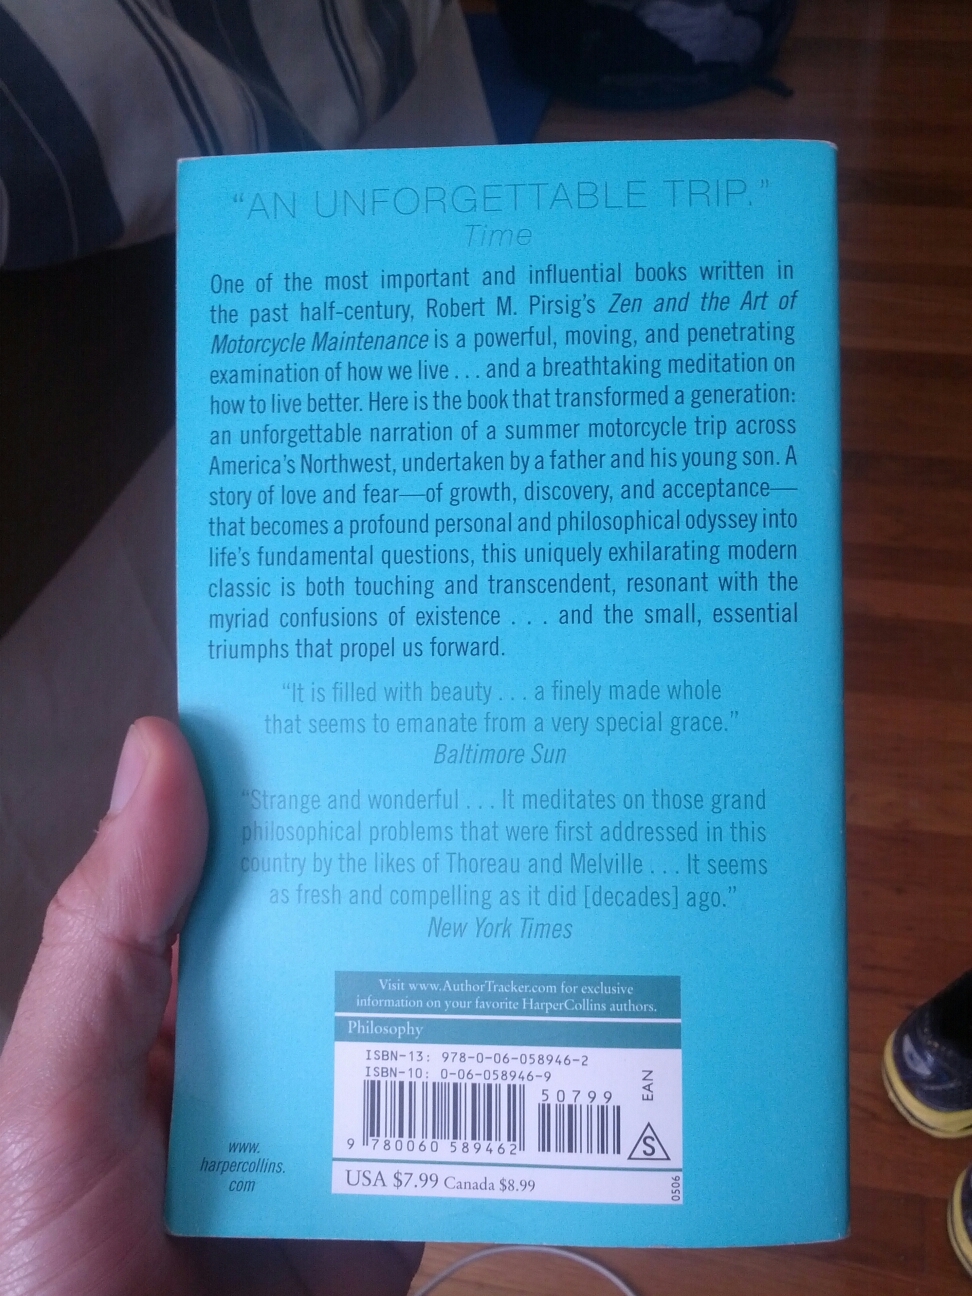 “AN UNFORGETTABLE TRIP.”
Time
One of the most important and influential books written in
the past half-century, Robert M. Pirsig’s Zen and the Art of
Motorcycle Maintenance is a powerful, moving, and penetrating
examination of how we live . . . and a breathtaking meditation on
how to live better. Here is the book that transformed a generation:
an unforgettable narration of a summer motorcycle trip across
America’s Northwest, undertaken by a father and his young son. A
story of love and fear—of growth, discovery, and acceptance—
that becomes a profound personal and philosophical odyssey into
life’s fundamental questions, this uniquely exhilarating modern
classic is both touching and transcendent, resonant with the
myriad confusions of existence . . . and the small, essential
triumphs that propel us forward.
“It is filled with beauty . . . a finely made whole
that seems to emanate from a very special grace.”
Baltimore Sun
“Strange and wonderful . . . It meditates on those grand
philosophical problems that were first addressed in this
country by the likes of Thoreau and Melville . . . It seems
as fresh and compelling as it did [decades] ago.”
New York Times
Visit www.AuthorTracker.com for exclusive
information on your favorite HarperCollins authors.
Philosophy
ISBN-13: 978-0-06-058946-2
ISBN-10: 0-06-058946-9
50799
EAN
9 780060 589462
S
USA $7.99 Canada $8.99
0506
www.
harpercollins.
com